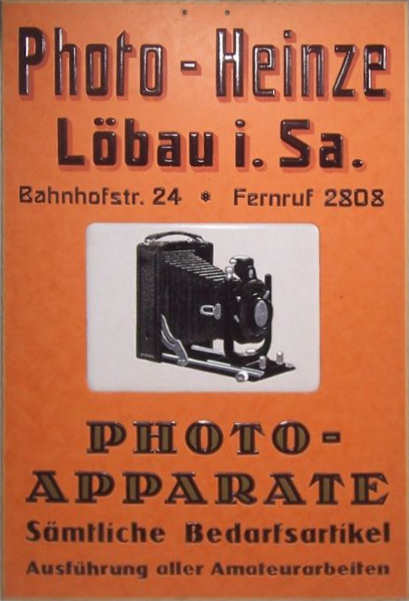 Photo - Heinze
Löbau i. Sa.
Bahnhofstr. 24 * Fernruf 2808
PHOTO-
APPARATE
Sämtliche Bedarfsartikel
Ausführung aller Amateurarbeiten